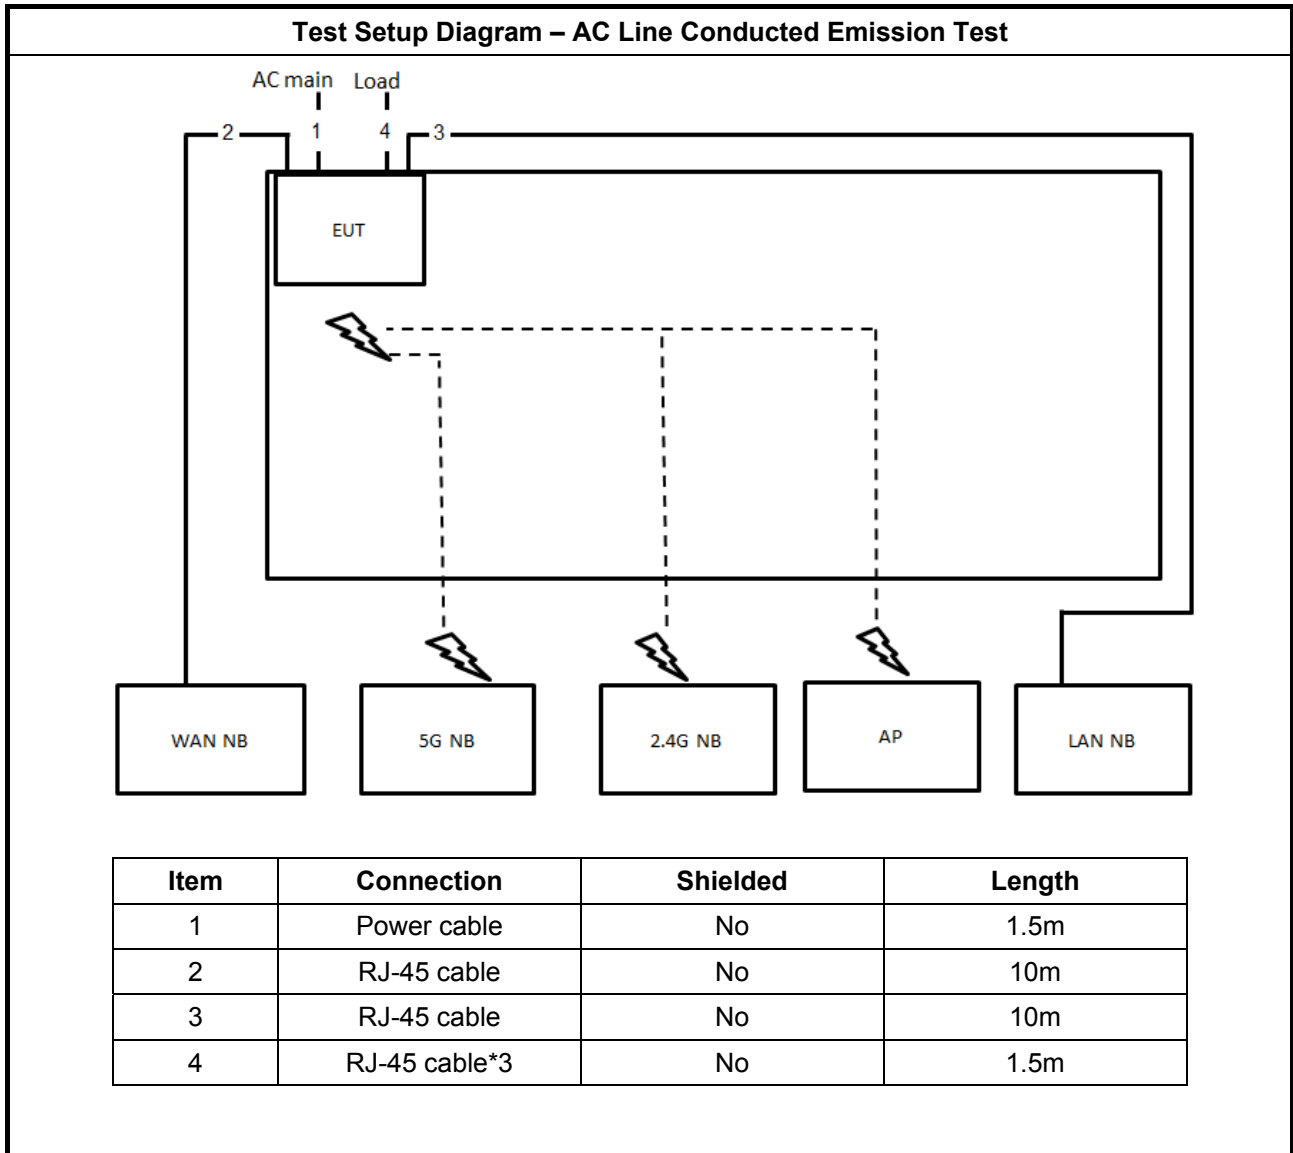 Test Setup Diagram – AC Line Conducted Emission Test
AC main Load
2 1 4 3
EUT
WAN NB 5G NB 2.4G NB AP LAN NB
Item Connection Shielded Length
1 Power cable No 1.5m
2 RJ-45 cable No 10m
3 RJ-45 cable No 10m
4 RJ-45 cable*3 No 1.5m